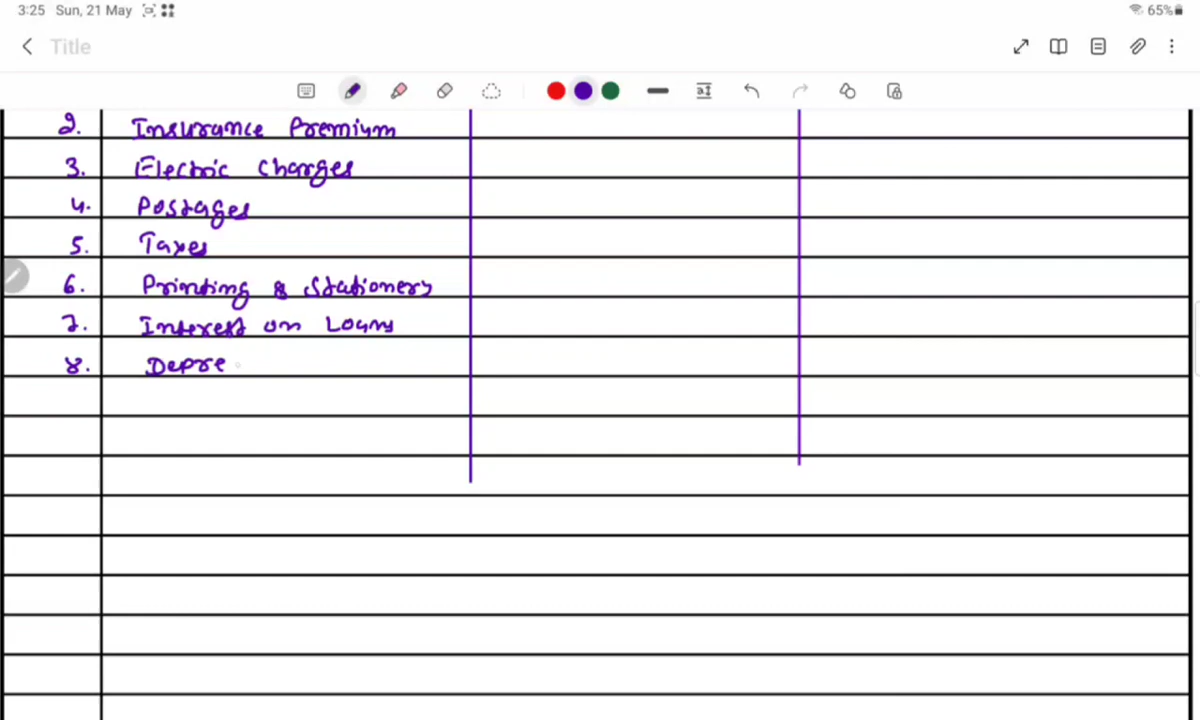 3:25 Sun, 21 May 65%
Title
2. Insurance Premium
3. Electric Charges
4. Postages
5. Taxes
6. Printing & Stationery
7. Interest on Loans
8. Depre